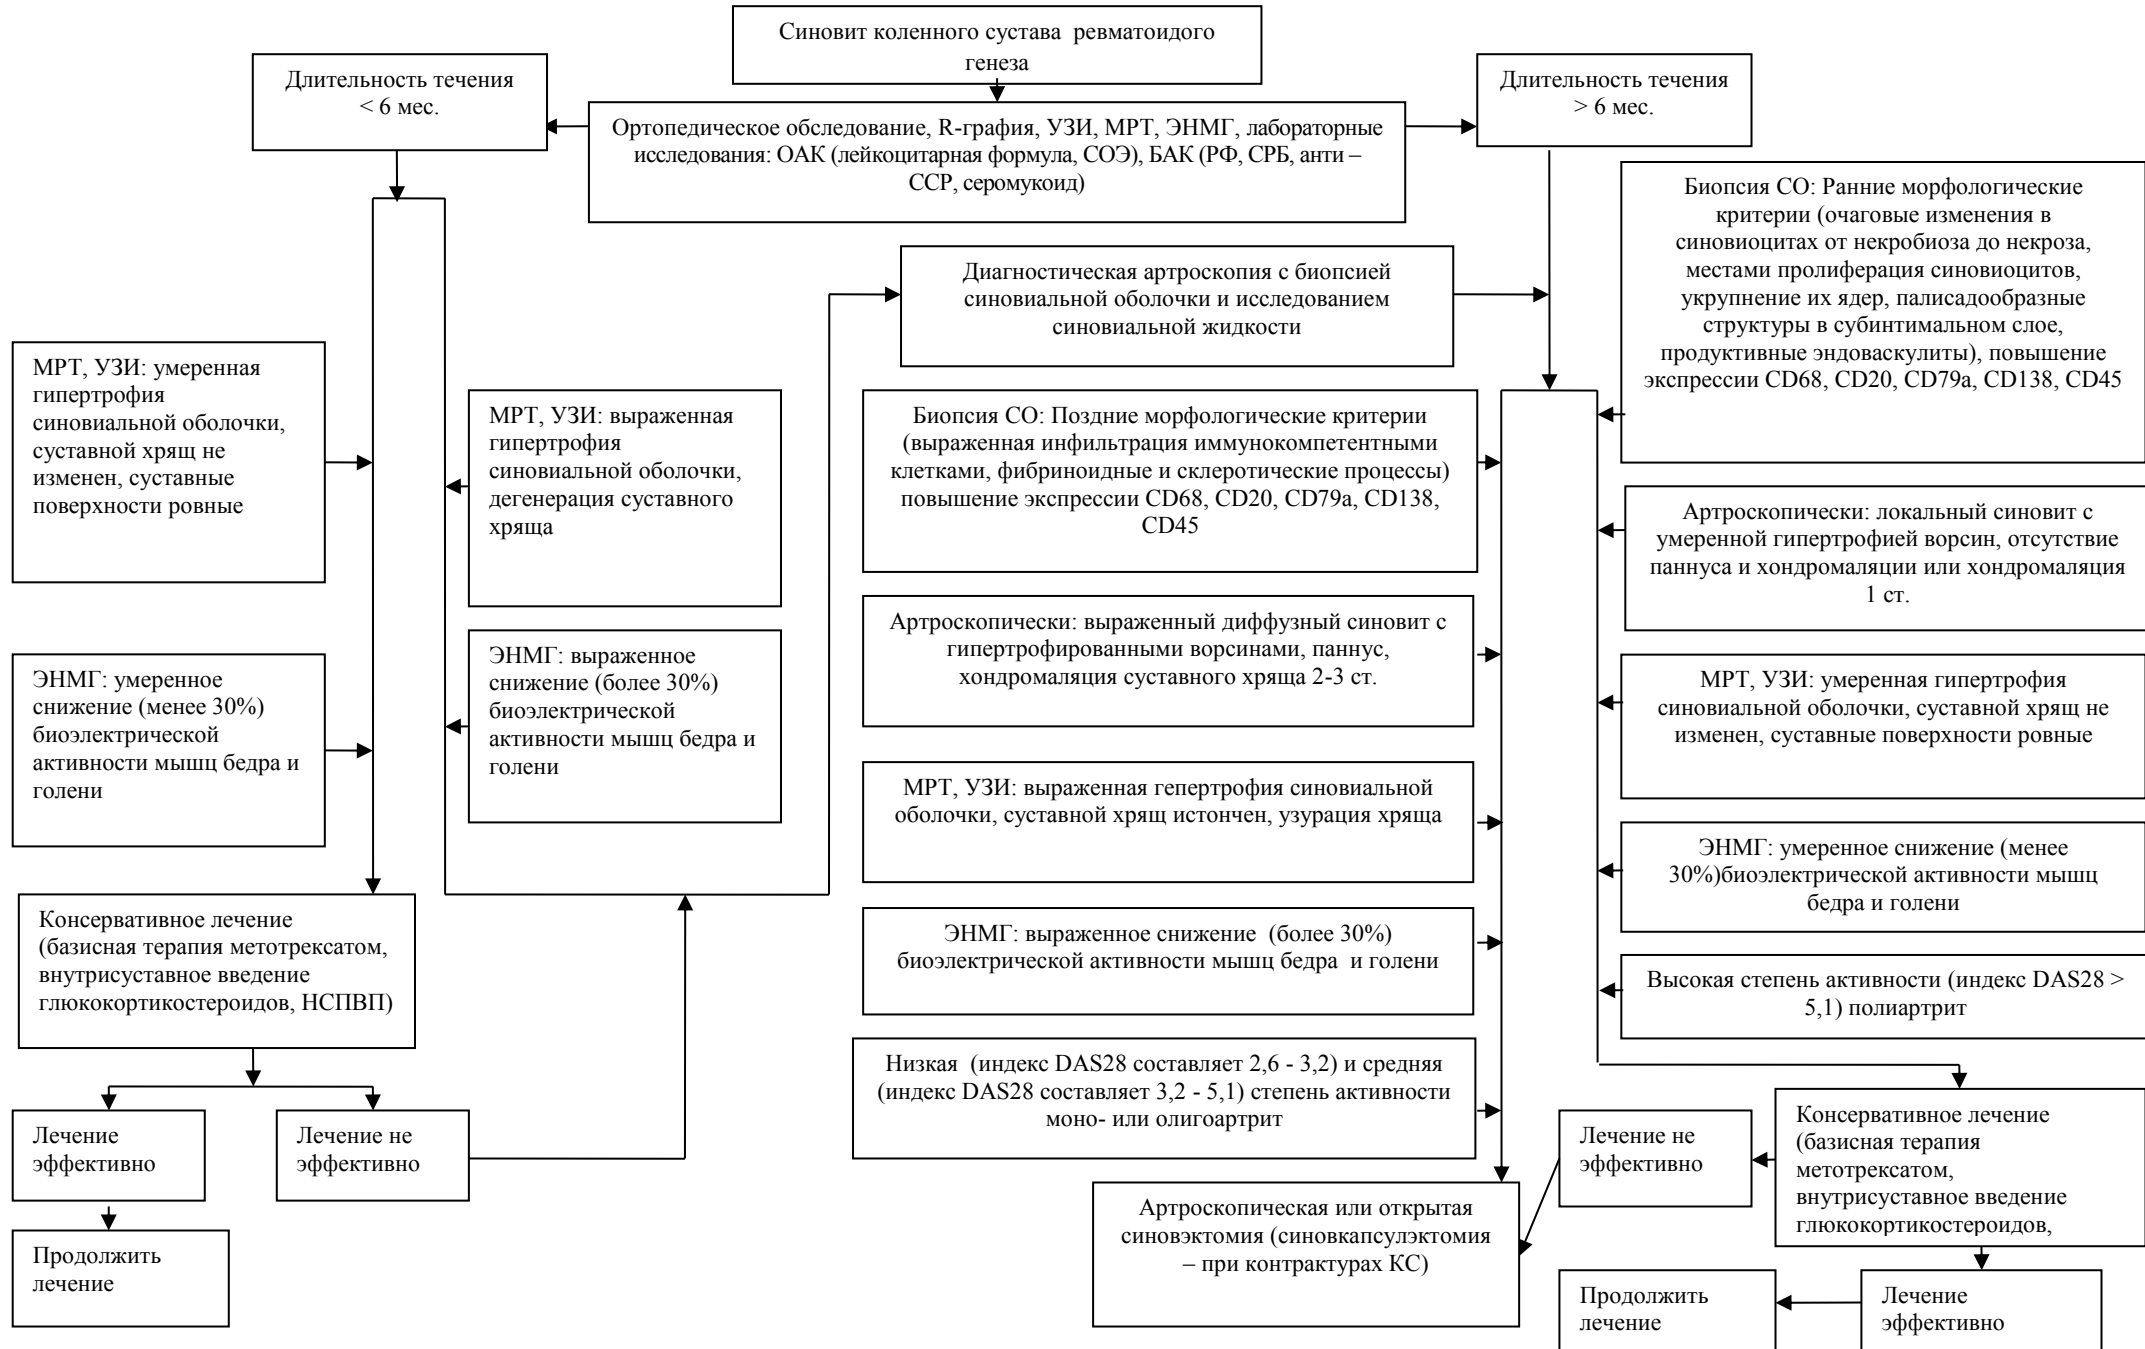 Синовит коленного сустава  ревматоидого
генеза
Длительность течения
< 6 мес.
Длительность течения
> 6 мес.
Ортопедическое обследование, R-графия, УЗИ, МРТ, ЭНМГ, лабораторные
исследования: ОАК (лейкоцитарная формула, СОЭ), БАК (РФ, СРБ, анти –
ССР, серомукоид)
Биопсия СО: Ранние морфологические
критерии (очаговые изменения в
синовиоцитах от некробиоза до некроза,
местами пролиферация синовиоцитов,
укрупнение их ядер, палисадообразные
структуры в субинтимальном слое,
продуктивные эндоваскулиты), повышение
экспрессии CD68, CD20, CD79a, CD138, CD45
Диагностическая артроскопия с биопсией
синовиальной оболочки и исследованием
синовиальной жидкости
МРТ, УЗИ: умеренная
гипертрофия
синовиальной оболочки,
суставной хрящ не
изменен, суставные
поверхности ровные
МРТ, УЗИ: выраженная
гипертрофия
синовиальной оболочки,
дегенерация суставного
хряща
Биопсия СО: Поздние морфологические критерии
(выраженная инфильтрация иммунокомпетентными
клетками, фибриноидные и склеротические процессы)
повышение экспрессии CD68, CD20, CD79a, CD138,
CD45
Артроскопически: локальный синовит с
умеренной гипертрофией ворсин, отсутствие
паннуса и хондромаляции или хондромаляция
1 ст.
Артроскопически: выраженный диффузный синовит с
гипертрофированными ворсинами, паннус,
хондромаляция суставного хряща 2-3 ст.
ЭНМГ: умеренное
снижение (менее 30%)
биоэлектрической
активности мышц бедра и
голени
ЭНМГ: выраженное
снижение (более 30%)
биоэлектрической
активности мышц бедра и
голени
МРТ, УЗИ: умеренная гипертрофия
синовиальной оболочки, суставной хрящ не
изменен, суставные поверхности ровные
МРТ, УЗИ: выраженная гепертрофия синовиальной
оболочки, суставной хрящ истончен, узурация хряща
ЭНМГ: умеренное снижение (менее
30%)биоэлектрической активности мышц
бедра и голени
Консервативное лечение
(базисная терапия метотрексатом,
внутрисуставное введение
глюкокортикостероидов, НСПВП)
ЭНМГ: выраженное снижение  (более 30%)
биоэлектрической активности мышц бедра  и голени
Высокая степень активности (индекс DAS28 >
5,1) полиартрит
Низкая  (индекс DAS28 составляет 2,6 - 3,2) и средняя
(индекс DAS28 составляет 3,2 - 5,1) степень активности
моно- или олигоартрит
Лечение
эффективно
Лечение не
эффективно
Лечение не
эффективно
Консервативное лечение
(базисная терапия
метотрексатом,
внутрисуставное введение
глюкокортикостероидов,
Артроскопическая или открытая
синовэктомия (синовкапсулэктомия
– при контрактурах КС)
Продолжить
лечение
Продолжить
лечение
Лечение
эффективно